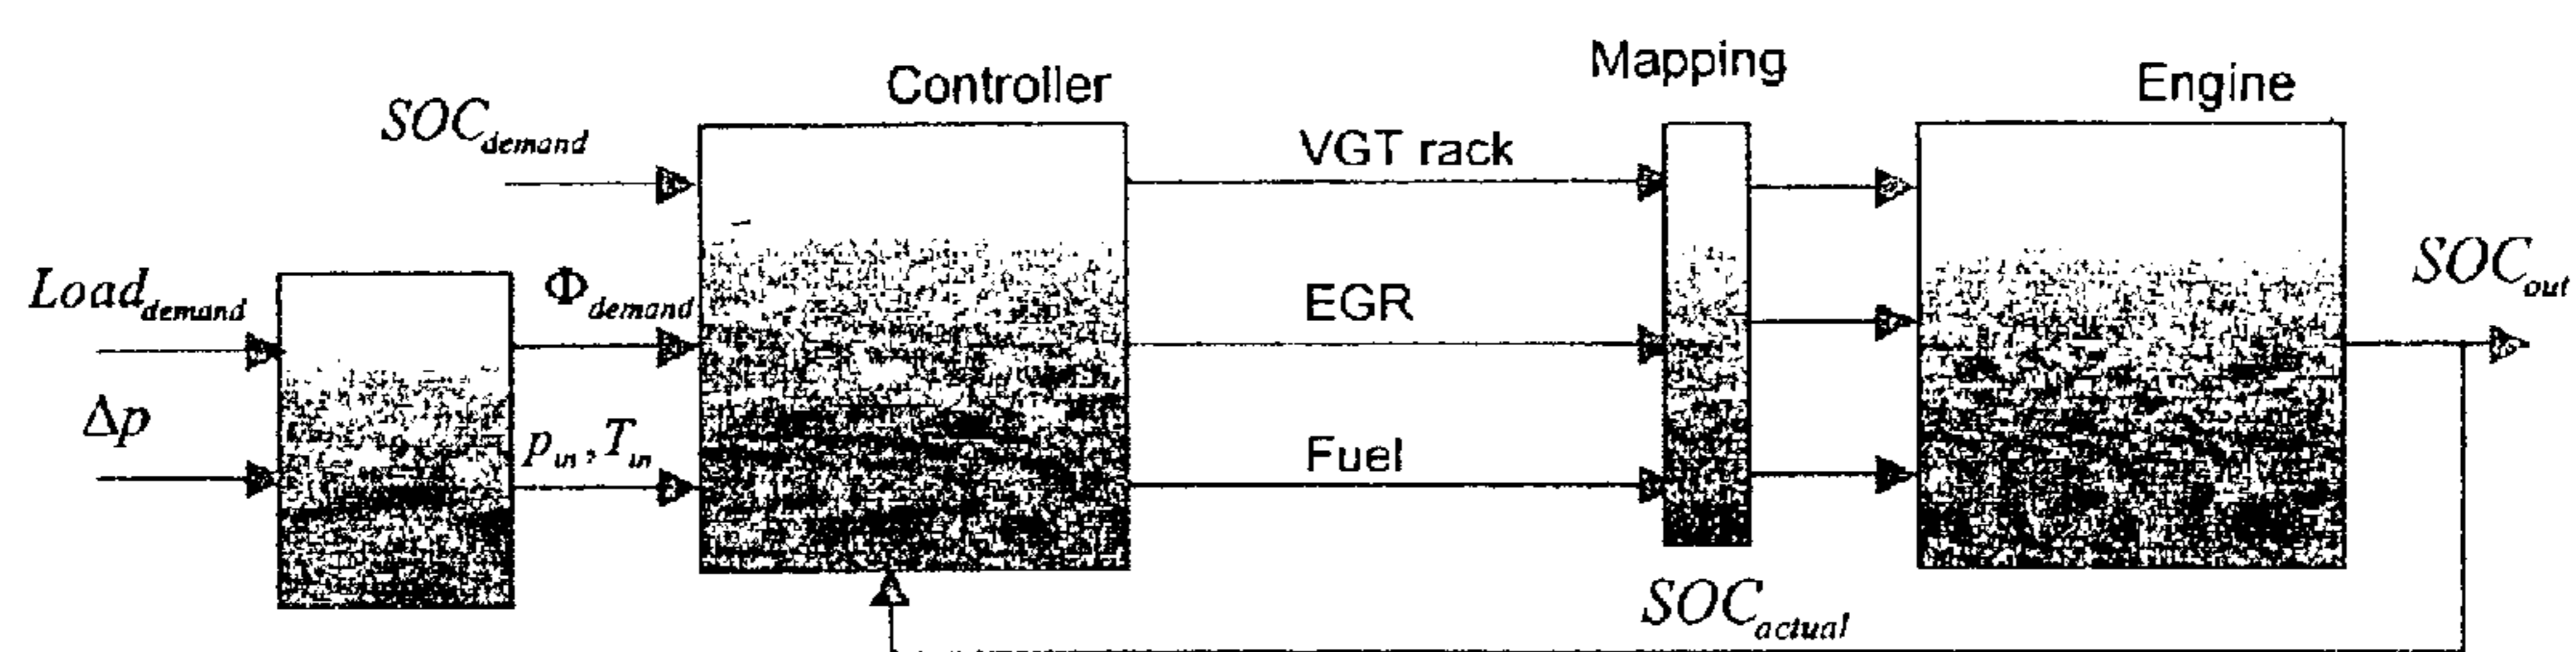 Controller
Mapping
Engine
SOC_demand
VGT rack
Load_demand
Φ_demand
EGR
SOC_out
Δp
p_in, T_in
Fuel
SOC_actual